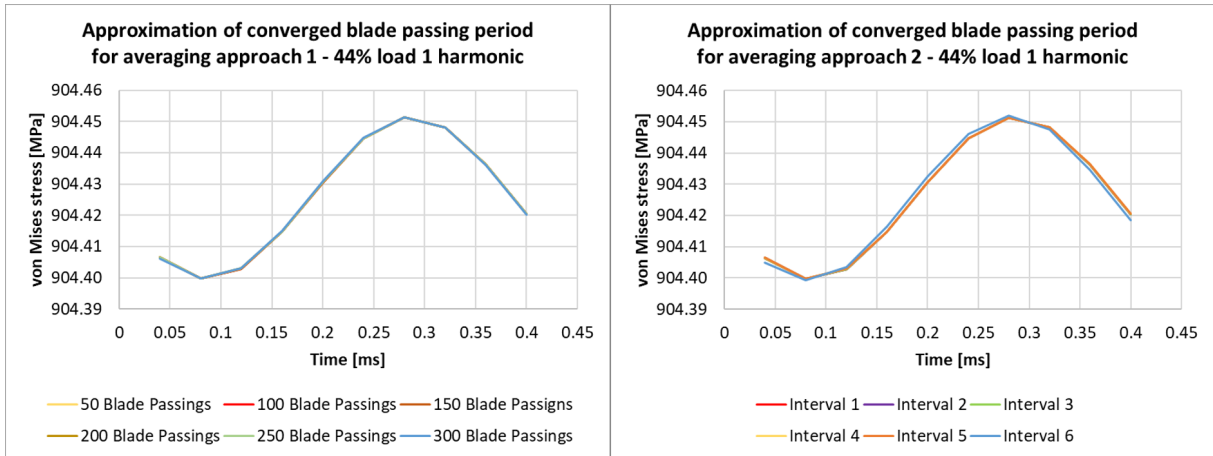 Approximation of converged blade passing period
for averaging approach 1 - 44% load 1 harmonic
von Mises stress [MPa]
904.46
904.45
904.44
904.43
904.42
904.41
904.40
904.39
0 0.05 0.1 0.15 0.2 0.25 0.3 0.35 0.4 0.45
Time [ms]
50 Blade Passings 100 Blade Passings 150 Blade Passigns
200 Blade Passings 250 Blade Passings 300 Blade Passings
Approximation of converged blade passing period
for averaging approach 2 - 44% load 1 harmonic
von Mises stress [MPa]
904.46
904.45
904.44
904.43
904.42
904.41
904.40
904.39
0 0.05 0.1 0.15 0.2 0.25 0.3 0.35 0.4 0.45
Time [ms]
Interval 1 Interval 2 Interval 3
Interval 4 Interval 5 Interval 6